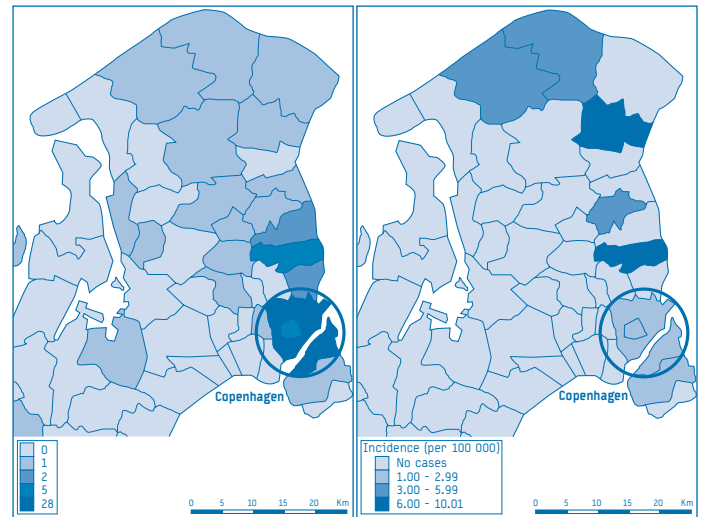 Copenhagen
0
1
2
5
28
0 5 10 15 20 Km
Copenhagen
Incidence (per 100 000)
No cases
1.00 - 2.99
3.00 - 5.99
6.00 - 10.01
0 5 10 15 20 Km